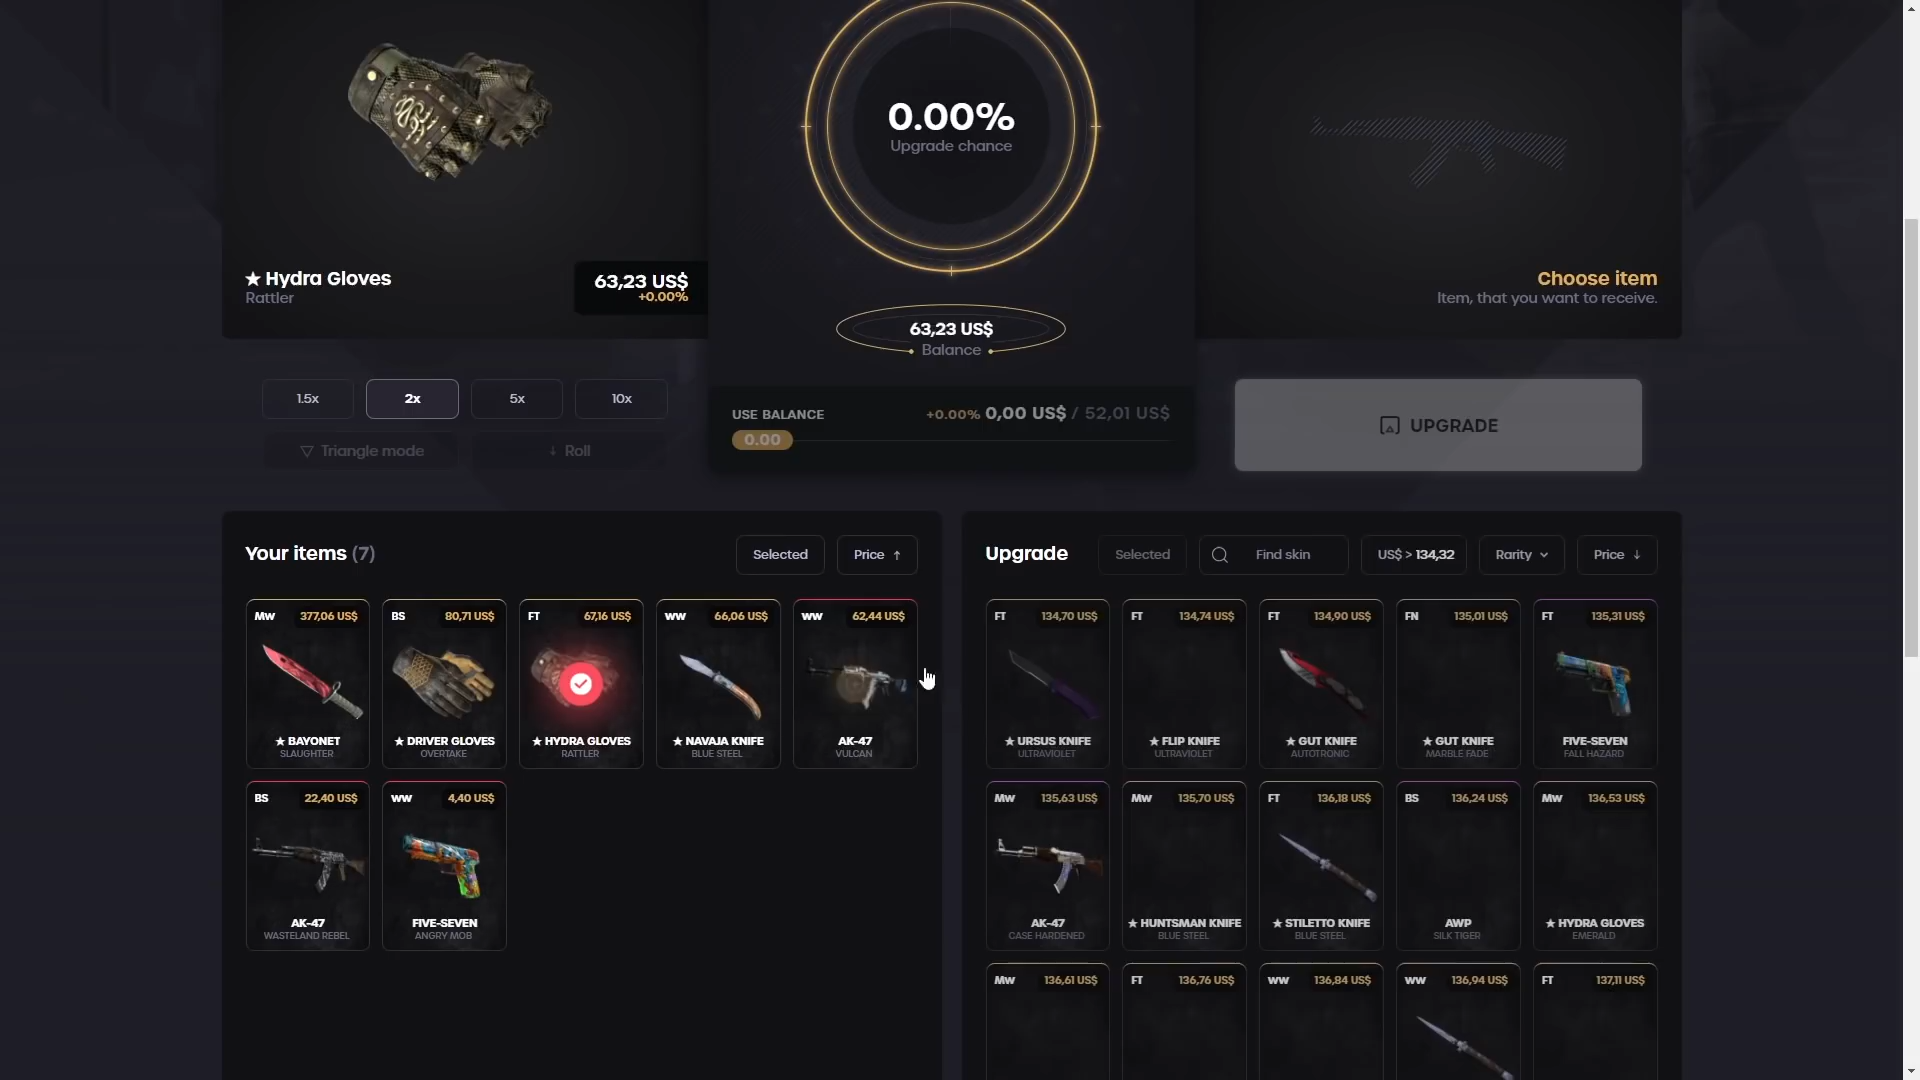 0.00%
Upgrade chance
★ Hydra Gloves
Rattler
63,23 US$
+0.00%
63,23 US$
Balance
Choose item
Item, that you want to receive.
1.5x
2x
5x
10x
Triangle mode
Roll
USE BALANCE
+0.00% 0,00 US$ / 52,01 US$
0.00
UPGRADE
Your items (7)
Selected
Price ↑
MW 377,06 US$
★ BAYONET
SLAUGHTER
BS 80,71 US$
★ DRIVER GLOVES
OVERTAKE
FT 67,16 US$
★ HYDRA GLOVES
RATTLER
WW 66,06 US$
★ NAVAJA KNIFE
BLUE STEEL
WW 62,44 US$
AK-47
VULCAN
BS 22,40 US$
AK-47
WASTELAND REBEL
WW 4,40 US$
FIVE-SEVEN
ANGRY MOB
Upgrade
Selected
Find skin
US$ > 134,32
Rarity
Price ↓
FT 134,70 US$
★ URSUS KNIFE
ULTRAVIOLET
FT 134,74 US$
★ FLIP KNIFE
ULTRAVIOLET
FT 134,90 US$
★ GUT KNIFE
AUTOTRONIC
FN 135,01 US$
★ GUT KNIFE
MARBLE FADE
FT 135,31 US$
FIVE-SEVEN
FALL HAZARD
MW 135,63 US$
AK-47
CASE HARDENED
MW 135,70 US$
★ HUNTSMAN KNIFE
BLUE STEEL
FT 136,18 US$
★ STILETTO KNIFE
BLUE STEEL
BS 136,24 US$
AWP
SILK TIGER
MW 136,53 US$
★ HYDRA GLOVES
EMERALD
MW 136,61 US$
FT 136,76 US$
WW 136,84 US$
WW 136,94 US$
FT 137,11 US$